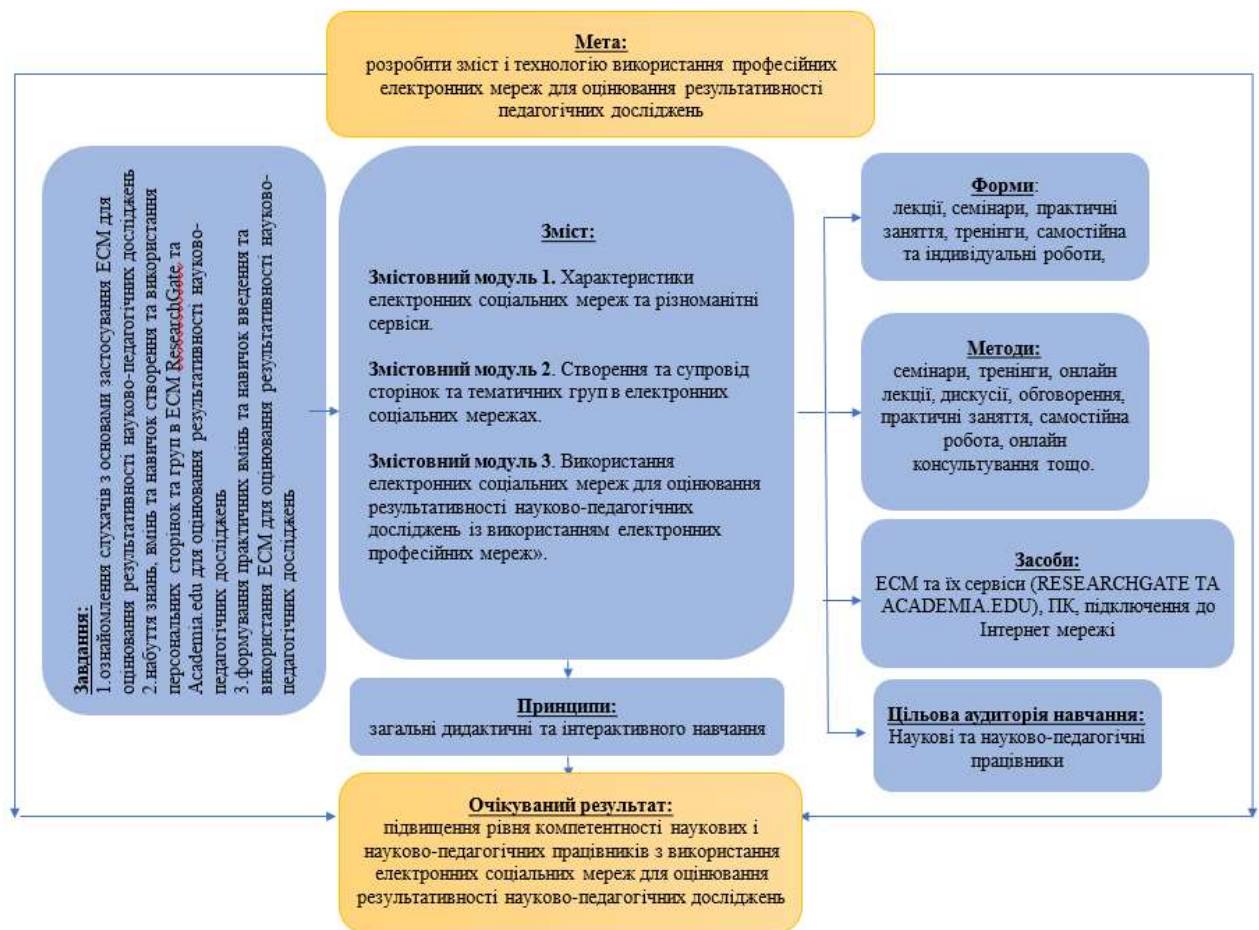 Мета:
розробити зміст і технологію використання професійних
електронних мереж для оцінювання результативності
педагогічних досліджень
Завдання:
1.ознайомлення слухачів з основами застосування ЕСМ для
оцінювання результативності науково-педагогічних досліджень
2.набуття знань, вмінь та навичок створення та використання
персональних сторінок та груп в ЕСМ ResearchGate та
Academia.edu для оцінювання результативності науково-
педагогічних досліджень
3. формування практичних вмінь та навичок введення та
використання ЕСМ для оцінювання результативності науково-
педагогічних досліджень
Зміст:
Змістовний модуль 1. Характеристики
електронних соціальних мереж та різноманітні
сервіси.
Змістовний модуль 2. Створення та супровід
сторінок та тематичних груп в електронних
соціальних мережах.
Змістовний модуль 3. Використання
електронних соціальних мереж для оцінювання
результативності науково-педагогічних
досліджень із використанням електронних
професійних мереж».
Форми:
лекції, семінари, практичні
заняття, тренінги, самостійна
та індивідуальні роботи,
Методи:
семінари, тренінги, онлайн
лекції, дискусії, обговорення,
практичні заняття, самостійна
робота, онлайн
консультування тощо.
Засоби:
ЕСМ та їх сервіси (RESEARCHGATE ТА
ACADEMIA.EDU), ПК, підключення до
Інтернет мережі
Цільова аудиторія навчання:
Наукові та науково-педагогічні
працівники
Принципи:
загальні дидактичні та інтерактивного навчання
Очікуваний результат:
підвищення рівня компетентності наукових і
науково-педагогічних працівників з використання
електронних соціальних мереж для оцінювання
результативності науково-педагогічних досліджень